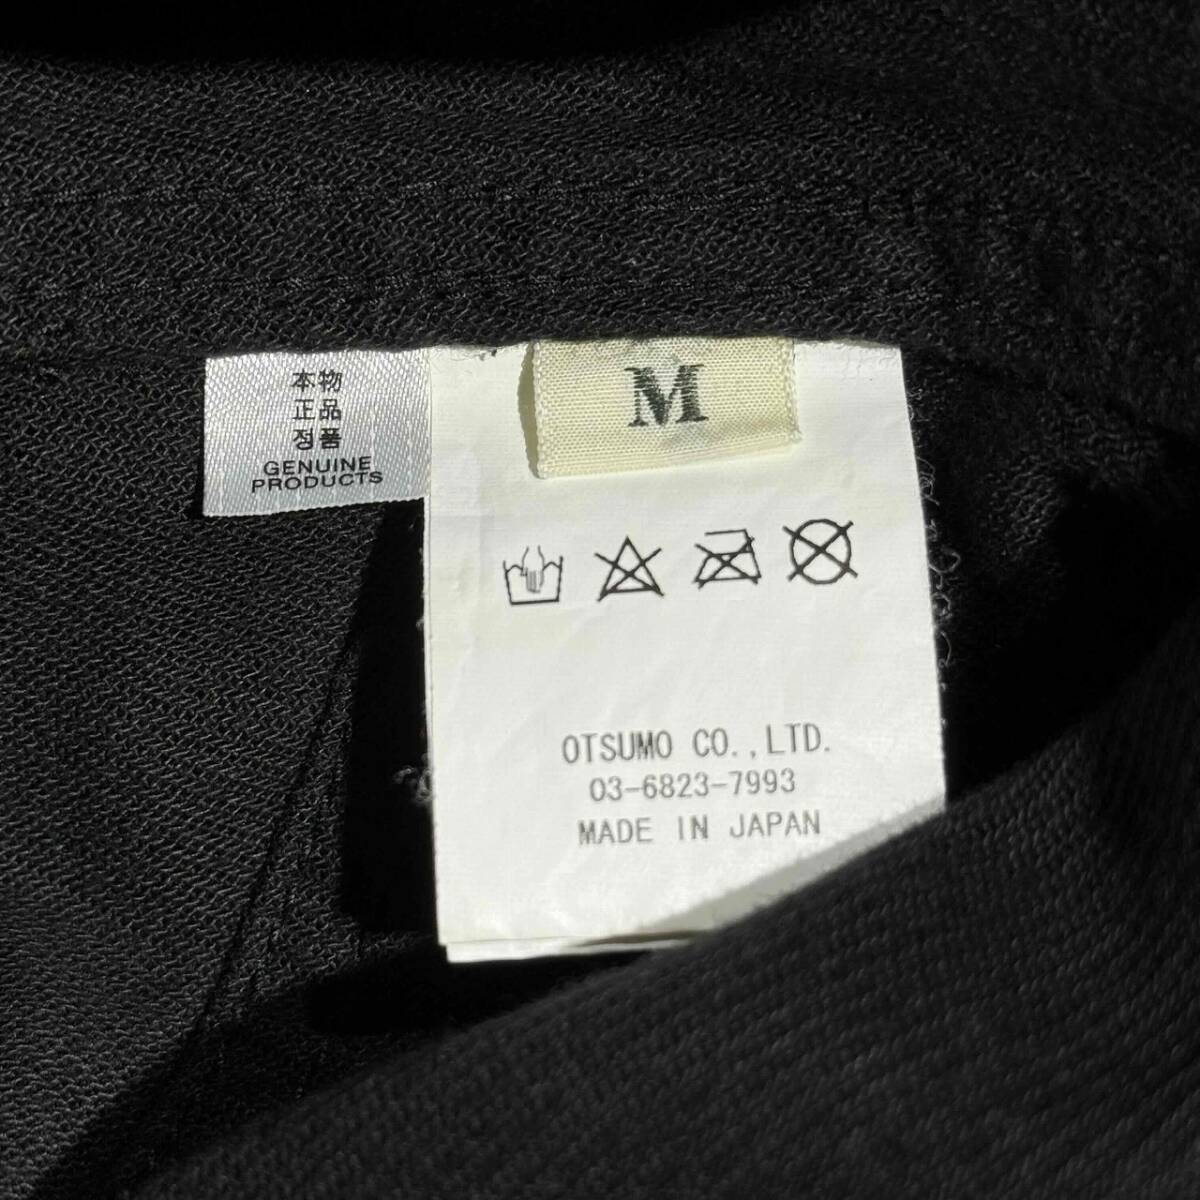 本物
正品
정품
GENUINE
PRODUCTS
M
OTSUMO CO.,LTD.
03-6823-7993
MADE IN JAPAN